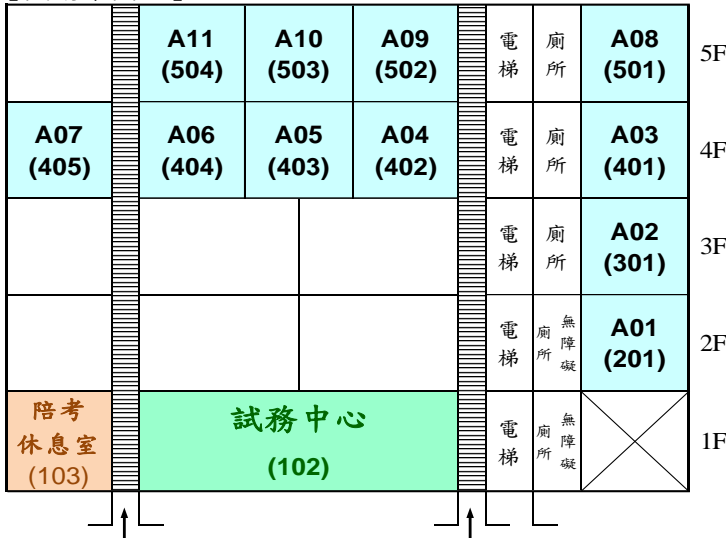 A11 A10 A09 電 廁 A08 5F
(504) (503) (502) 梯 所 (501)
A07 A06 A05 A04 電 廁 A03 4F
(405) (404) (403) (402) 梯 所 (401)
電 廁 A02 3F
梯 所 (301)
電梯 廁所 無障礙 A01 2F
(201)
陪考 試務中心 電梯 廁所 無障礙 1F
休息室
(103) (102)